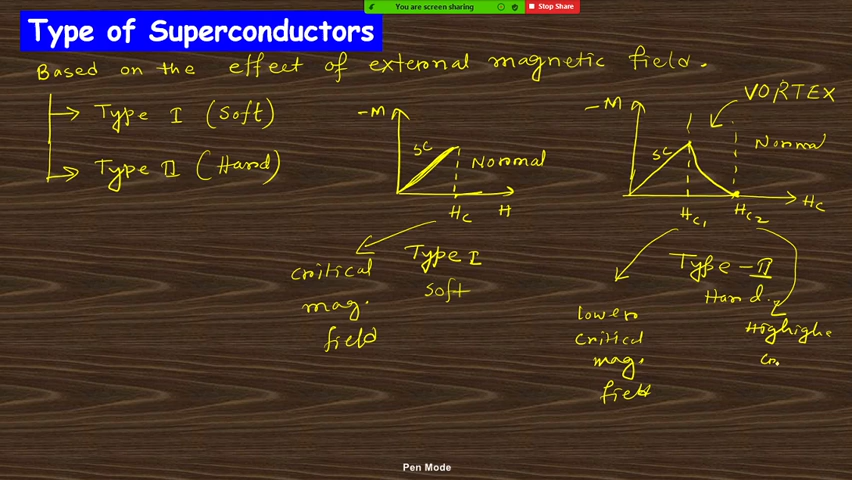 You are screen sharing
Stop Share
Type of Superconductors
Based on the effect of external magnetic field.
Type I (Soft)
Type II (Hard)
-M
SC
Normal
Hc
H
Type I
Soft
critical
mag.
field
-M
VORTEX
SC
Normal
Hc1
Hc2
Hc
Type - II
Hard
Lower
critical
mag.
field
Cr.
Pen Mode